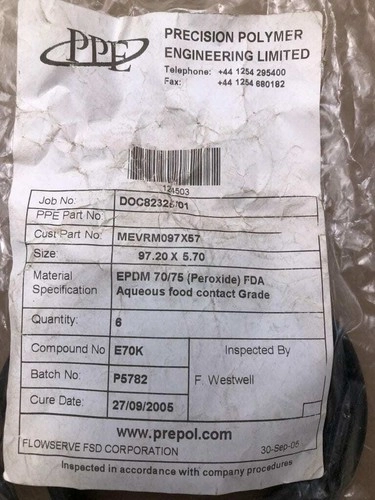 PPE
PRECISION POLYMER
ENGINEERING LIMITED
Telephone: +44 1254 295400
Fax: +44 1254 680182
124503
Job No: DOC82326/01
PPE Part No:
Cust Part No: MEVRM097X57
Size: 97.20 X 5.70
Material Specification EPDM 70/75 (Peroxide) FDA
Aqueous food contact Grade
Quantity: 6
Compound No E70K Inspected By
Batch No: P5782 F. Westwell
Cure Date: 27/09/2005
www.prepol.com
FLOWSERVE FSD CORPORATION 30-Sep-05
Inspected in accordance with company procedures